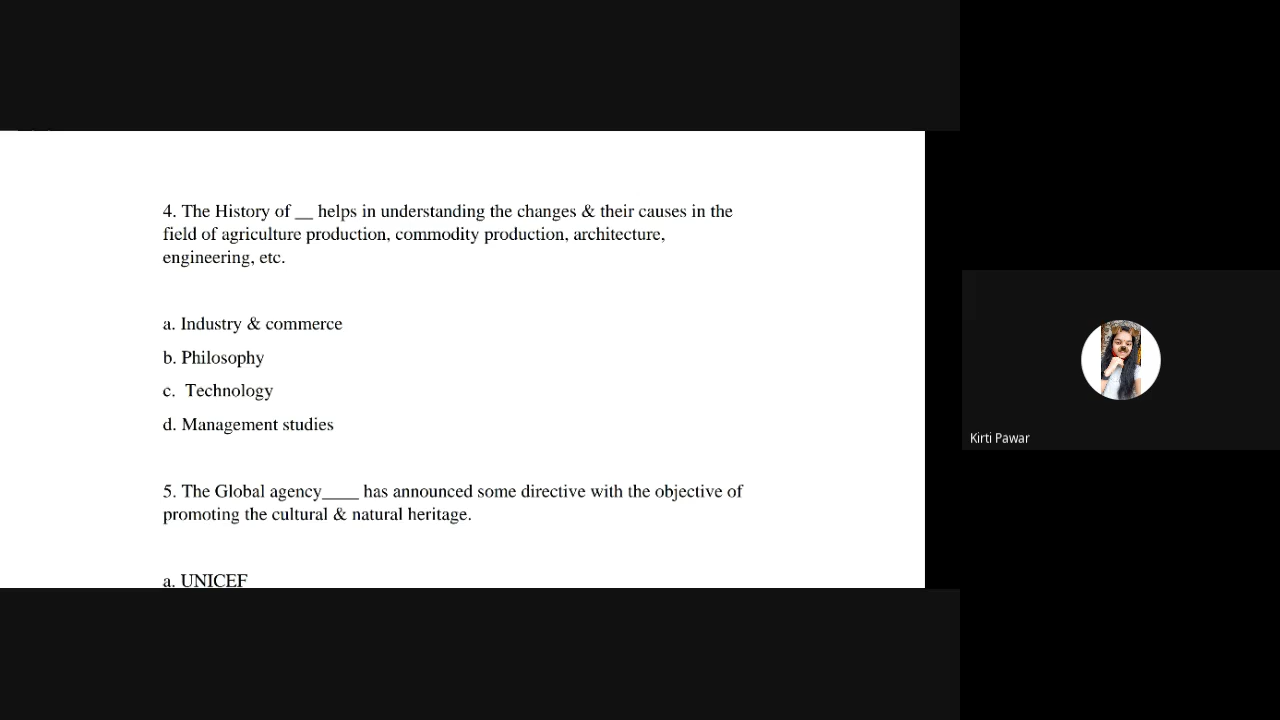 4. The History of __ helps in understanding the changes & their causes in the
field of agriculture production, commodity production, architecture,
engineering, etc.
a. Industry & commerce
b. Philosophy
c. Technology
d. Management studies
5. The Global agency____ has announced some directive with the objective of
promoting the cultural & natural heritage.
a. UNICEF
Kirti Pawar